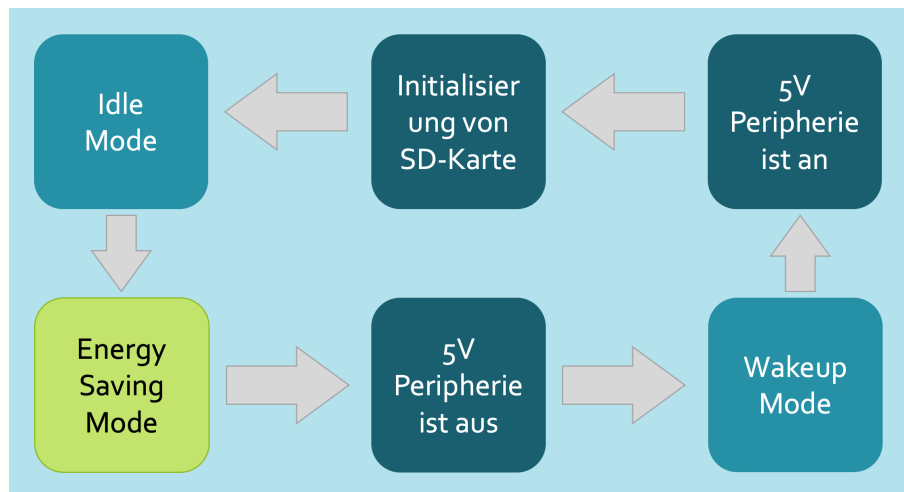 Idle
Mode
Initialisier
ung von
SD-Karte
5V
Peripherie
ist an
Energy
Saving
Mode
5V
Peripherie
ist aus
Wakeup
Mode